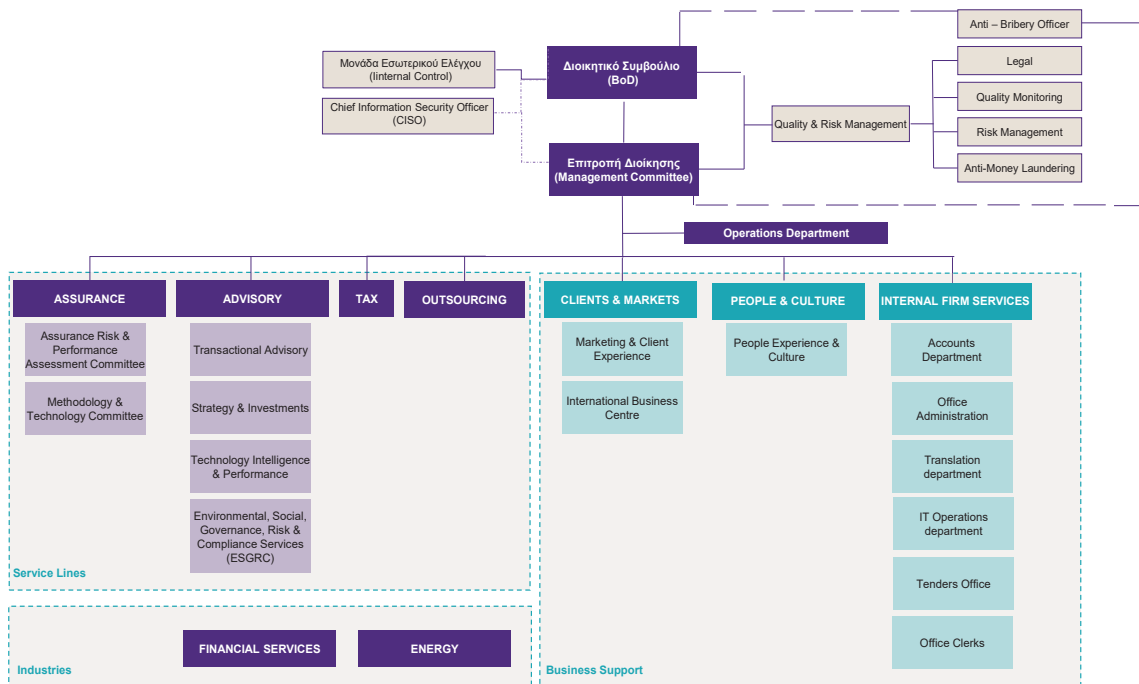 Anti – Bribery Officer
Μονάδα Εσωτερικού Ελέγχου
(Iinternal Control)
Διοικητικό Συμβούλιο
(BoD)
Legal
Chief Information Security Officer
(CISO)
Quality Monitoring
Quality & Risk Management
Risk Management
Επιτροπή Διοίκησης
(Management Committee)
Anti-Money Laundering
Operations Department
ASSURANCE
Assurance Risk &
Performance
Assessment Committee
Methodology &
Technology Committee
ADVISORY
Transactional Advisory
Strategy & Investments
Technology Intelligence
& Performance
Environmental, Social,
Governance, Risk &
Compliance Services
(ESGRC)
TAX
OUTSOURCING
Service Lines
CLIENTS & MARKETS
Marketing & Client
Experience
International Business
Centre
PEOPLE & CULTURE
People Experience &
Culture
INTERNAL FIRM SERVICES
Accounts
Department
Office
Administration
Translation
department
IT Operations
department
Tenders Office
Office Clerks
Business Support
FINANCIAL SERVICES
ENERGY
Industries